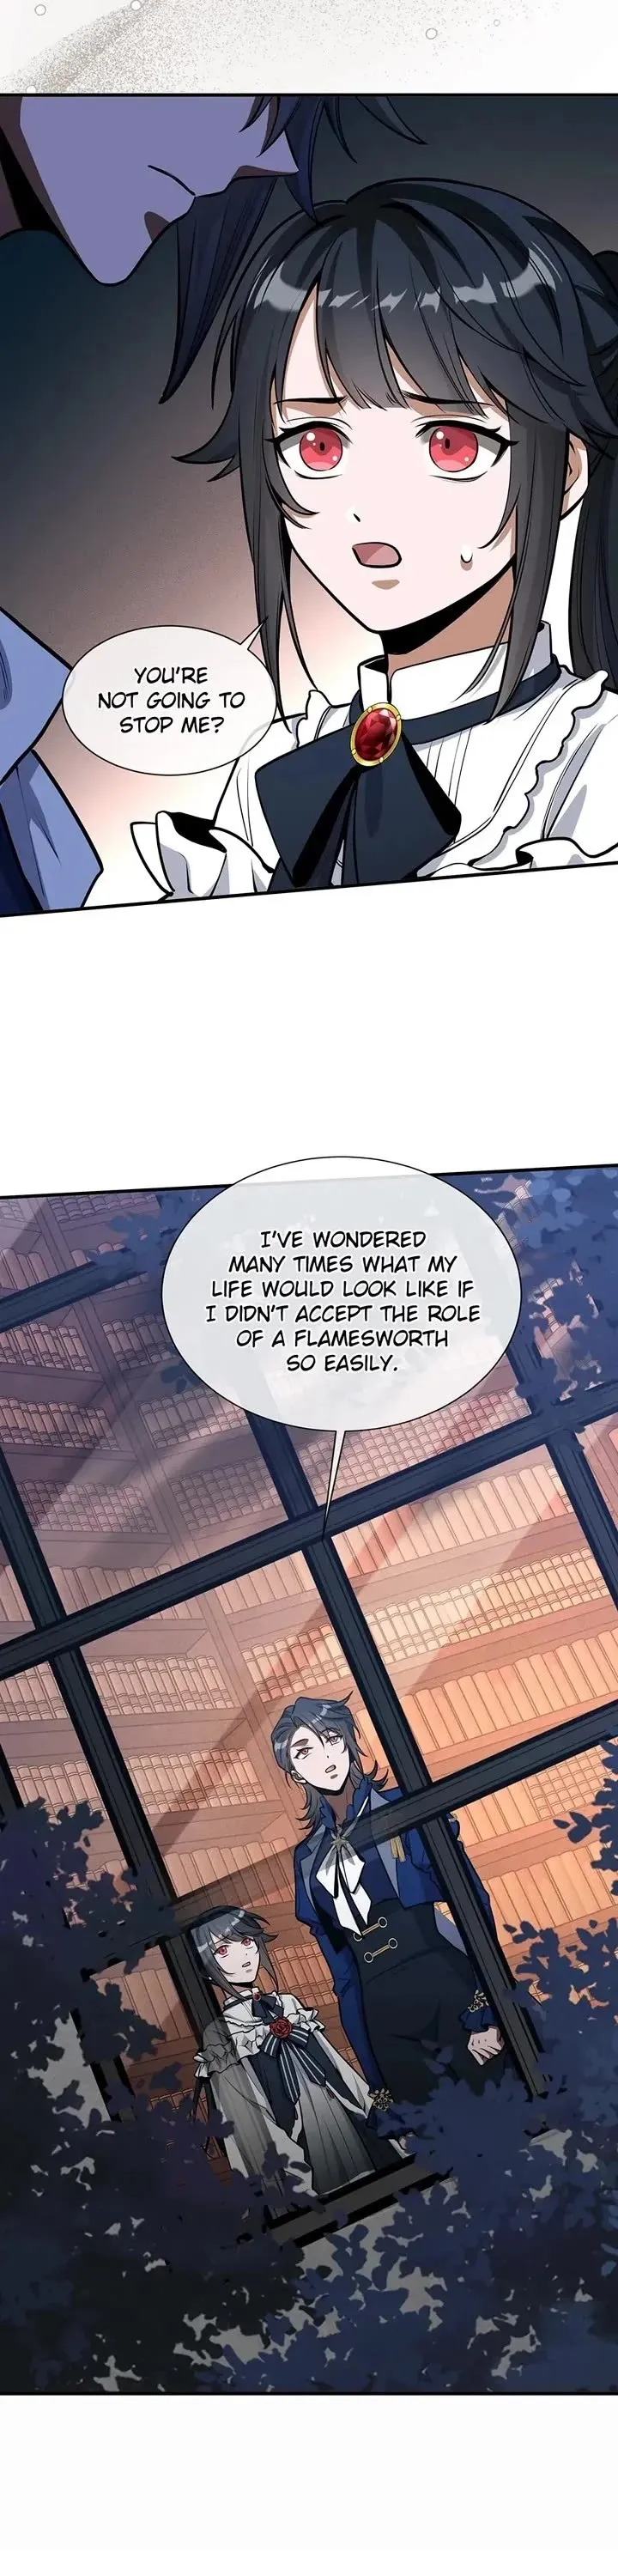 YOU'RE
NOT GOING TO
STOP ME?
I'VE WONDERED
MANY TIMES WHAT MY
LIFE WOULD LOOK LIKE IF
I DIDN'T ACCEPT THE ROLE
OF A FLAMESWORTH
SO EASILY.